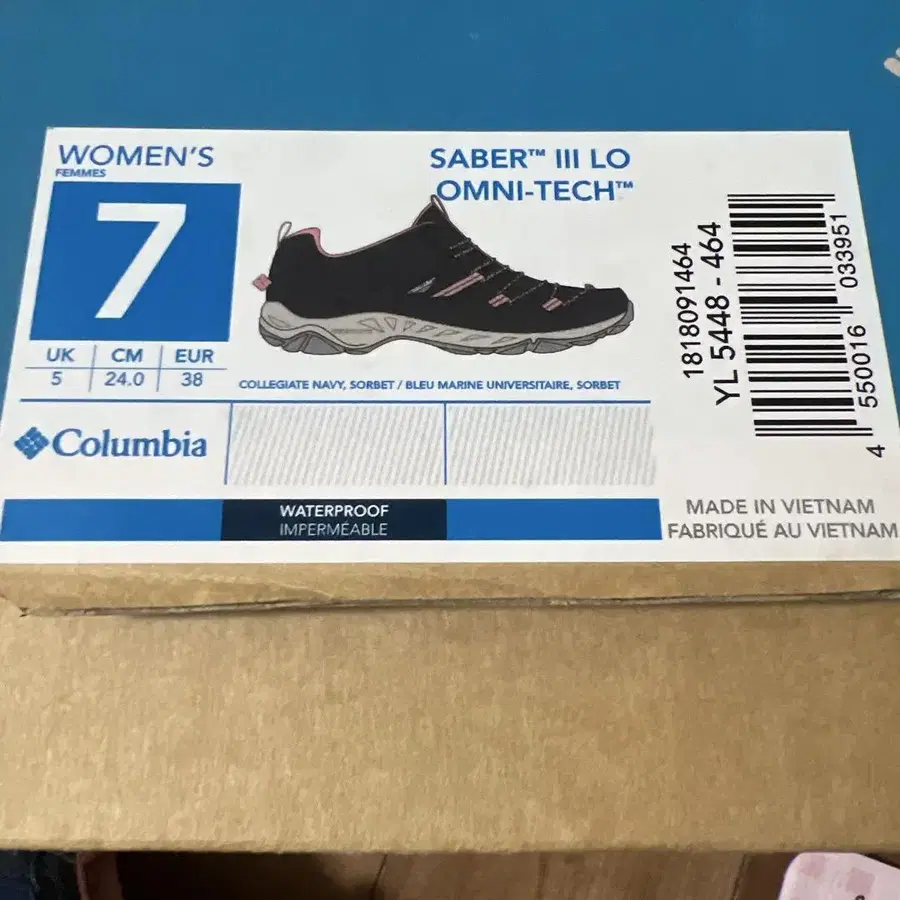 WOMEN'S
FEMMES
7
UK CM EUR
5 24.0 38
SABER™ III LO
OMNI-TECH™
COLLEGIATE NAVY, SORBET / BLEU MARINE UNIVERSITAIRE, SORBET
1818091464
YL 5448 - 464
4 550016 033951
Columbia
WATERPROOF
IMPERMÉABLE
MADE IN VIETNAM
FABRIQUÉ AU VIETNAM